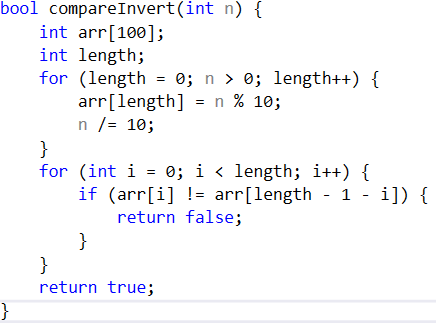 bool compareInvert(int n) {
    int arr[100];
    int length;
    for (length = 0; n > 0; length++) {
        arr[length] = n % 10;
        n /= 10;
    }
    for (int i = 0; i < length; i++) {
        if (arr[i] != arr[length - 1 - i]) {
            return false;
        }
    }
    return true;
}